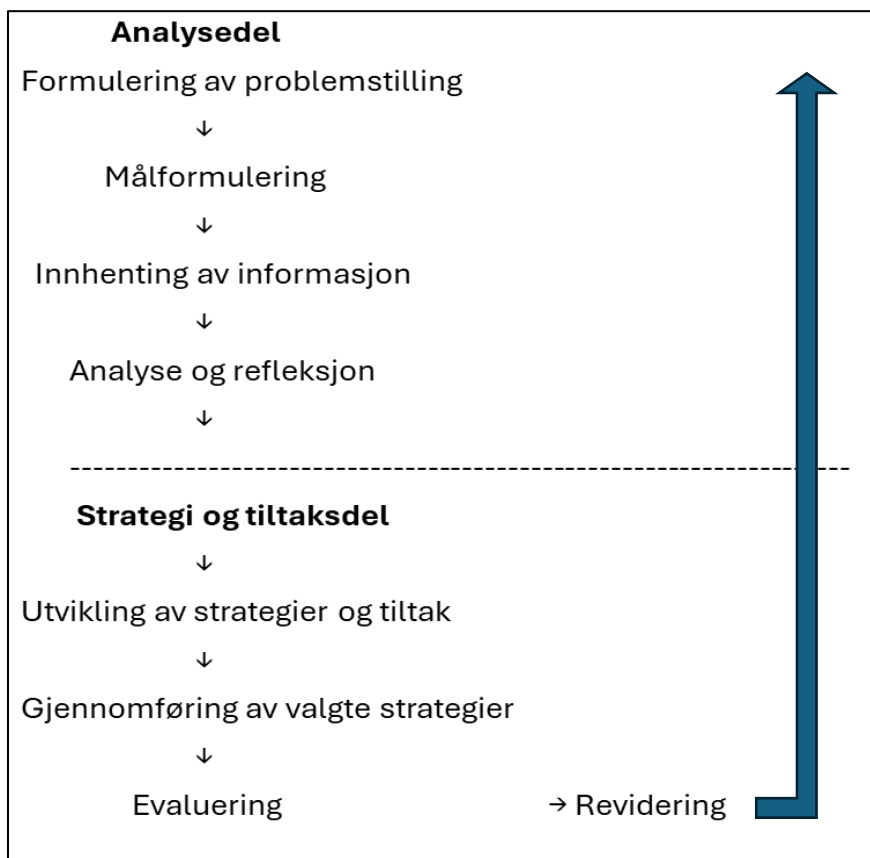 Analysedel
Formulering av problemstilling
↓
Målformulering
↓
Innhenting av informasjon
↓
Analyse og refleksjon
↓
--------------------------------------------------------------------
Strategi og tiltaksdel
↓
Utvikling av strategier og tiltak
↓
Gjennomføring av valgte strategier
↓
Evaluering → Revidering